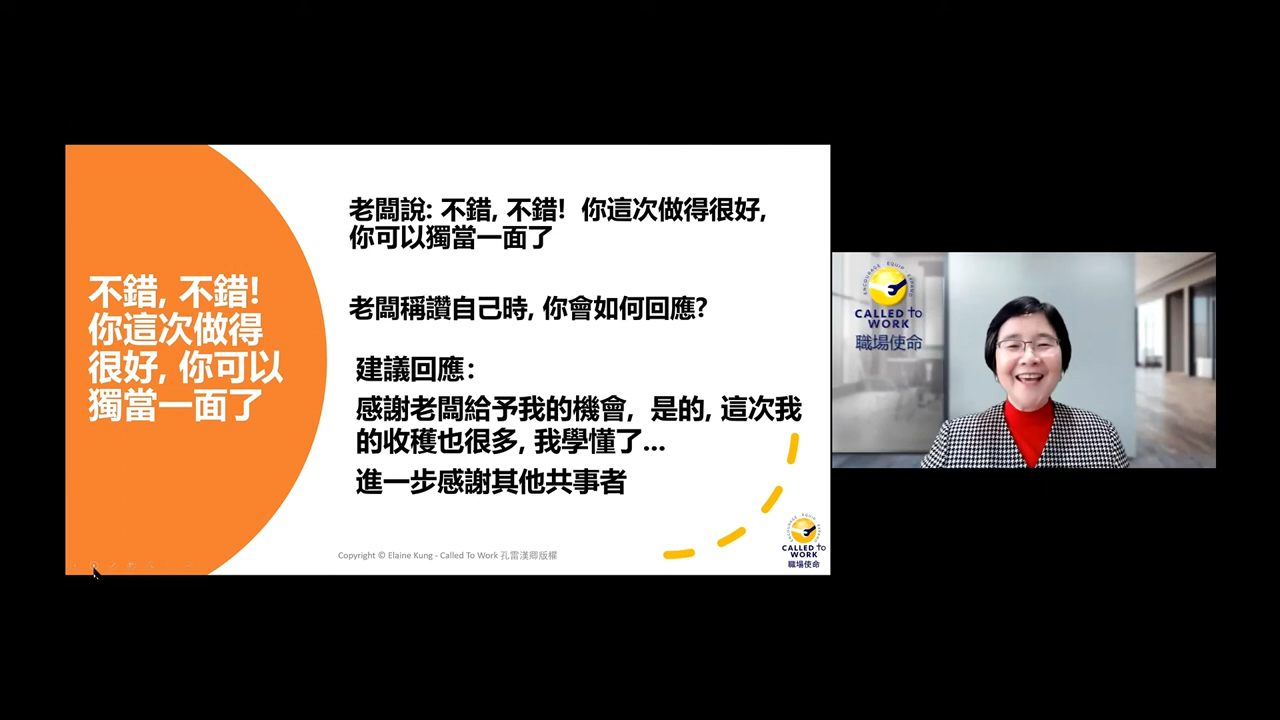 不錯, 不錯!
你這次做得
很好, 你可以
獨當一面了
老闆說: 不錯, 不錯! 你這次做得很好,
你可以獨當一面了
老闆稱讚自己時, 你會如何回應?
建議回應:
感謝老闆給予我的機會, 是的, 這次我
的收穫也很多, 我學懂了...
進一步感謝其他共事者
Copyright © Elaine Kung - Called To Work 孔雷漢卿版權
ENCOURAGE EQUIP EXPAND
CALLED to
WORK
職場使命
ENCOURAGE EQUIP EXPAND
CALLED to
WORK
職場使命